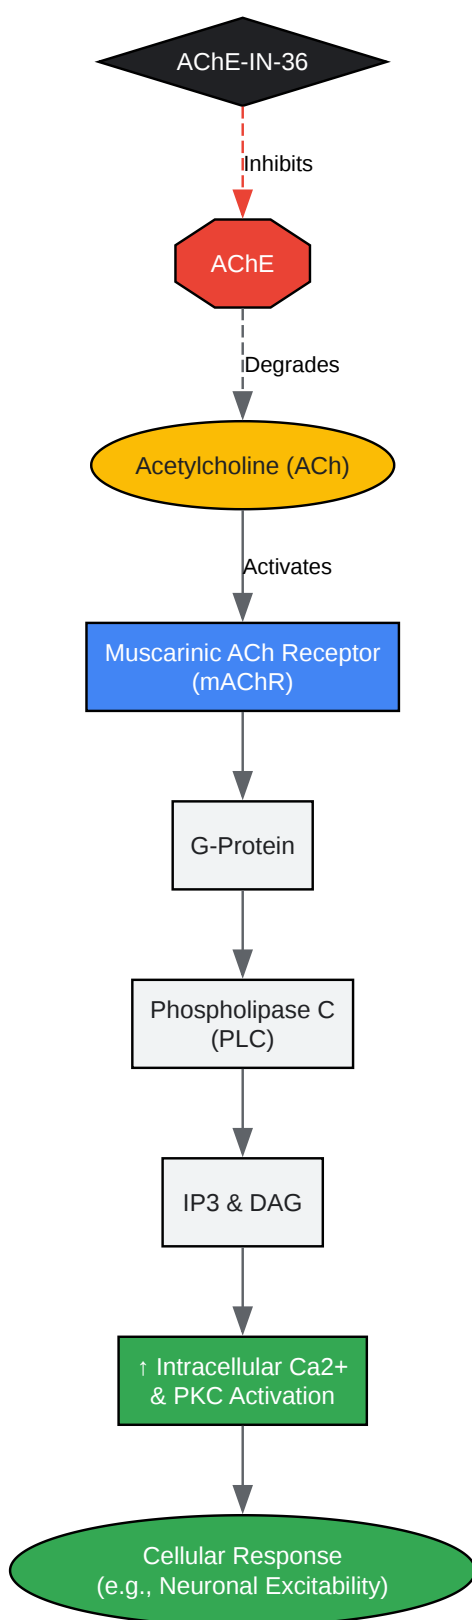 AChE-IN-36
Inhibits
AChE
Degrades
Acetylcholine (ACh)
Activates
Muscarinic ACh Receptor
(mAChR)
G-Protein
Phospholipase C
(PLC)
IP3 & DAG
↑ Intracellular Ca2+
& PKC Activation
Cellular Response
(e.g., Neuronal Excitability)